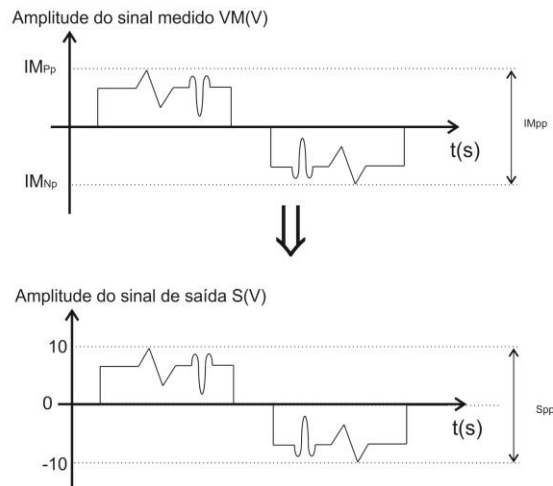 Amplitude do sinal medido VM(V)
IMPp
IMpp
t(s)
IMNp
Amplitude do sinal de saída S(V)
10
0
Spp
t(s)
-10